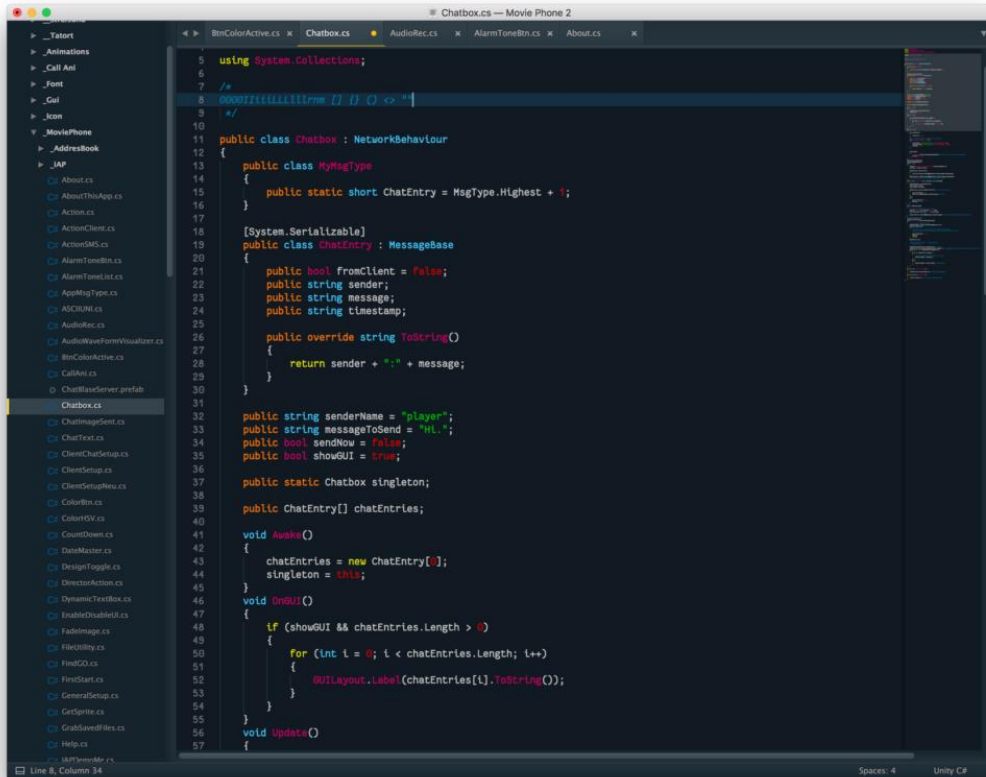 Chatbox.cs — Movie Phone 2
__Tatort
_Animations
_Call Ani
_Font
_Gui
_Icon
_MoviePhone
_AddresBook
_IAP
About.cs
AboutThisApp.cs
Action.cs
ActionClient.cs
ActionSMS.cs
AlarmToneBtn.cs
AlarmToneList.cs
AppMsgType.cs
ASCIIUNI.cs
AudioRec.cs
AudioWaveFormVisualizer.cs
BtnColorActive.cs
CallAni.cs
ChatBaseServer.prefab
Chatbox.cs
ChatImageSent.cs
ChatText.cs
ClientChatSetup.cs
ClientSetup.cs
ClientSetupNeu.cs
ColorBtn.cs
ColorHSV.cs
CountDown.cs
DateMaster.cs
DesignToggle.cs
DirectorAction.cs
DynamicTextBox.cs
EnableDisableUI.cs
FadeImage.cs
FileUtility.cs
FindGO.cs
FirstStart.cs
GeneralSetup.cs
GetSprite.cs
GrabSavedFiles.cs
Help.cs
IAPDemoMe.cs
BtnColorActive.cs × Chatbox.cs AudioRec.cs × AlarmToneBtn.cs × About.cs ×
5 using System.Collections;
6
7 /*
9 */
10
11 public class Chatbox : NetworkBehaviour
12 {
13 public class MyMsgType
14 {
15 public static short ChatEntry = MsgType.Highest + 1;
16 }
17
18 [System.Serializable]
19 public class ChatEntry : MessageBase
20 {
21 public bool fromClient = false;
22 public string sender;
23 public string message;
24 public string timestamp;
25
26 public override string ToString()
27 {
28 return sender + ":" + message;
29 }
30 }
31
32 public string senderName = "player";
33 public string messageToSend = "Hi.";
34 public bool sendNow = false;
35 public bool showGUI = true;
36
37 public static Chatbox singleton;
38
39 public ChatEntry[] chatEntries;
40
41 void Awake()
42 {
43 chatEntries = new ChatEntry[0];
44 singleton = this;
45 }
46 void OnGUI()
47 {
48 if (showGUI && chatEntries.Length > 0)
49 {
50 for (int i = 0; i < chatEntries.Length; i++)
51 {
52 GUILayout.Label(chatEntries[i].ToString());
53 }
54 }
55 }
56 void Update()
57 {
Line 8, Column 34
Spaces: 4 Unity C#